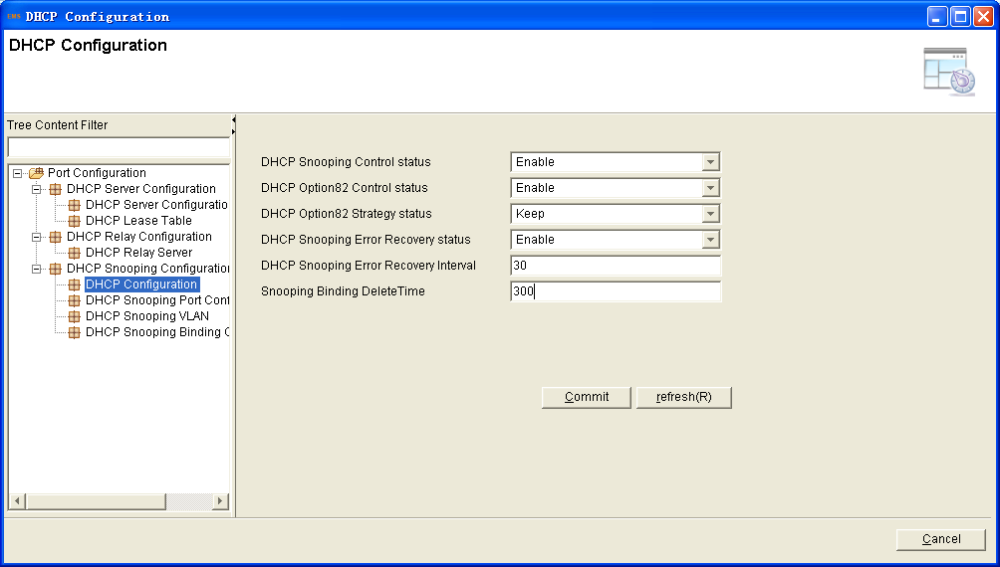 EMS DHCP Configuration
DHCP Configuration
Tree Content Filter
Port Configuration
DHCP Server Configuration
DHCP Server Configuratio
DHCP Lease Table
DHCP Relay Configuration
DHCP Relay Server
DHCP Snooping Configuration
DHCP Configuration
DHCP Snooping Port Conf
DHCP Snooping VLAN
DHCP Snooping Binding C
DHCP Snooping Control status Enable
DHCP Option82 Control status Enable
DHCP Option82 Strategy status Keep
DHCP Snooping Error Recovery status Enable
DHCP Snooping Error Recovery Interval 30
Snooping Binding DeleteTime 300
Commit refresh(R)
Cancel